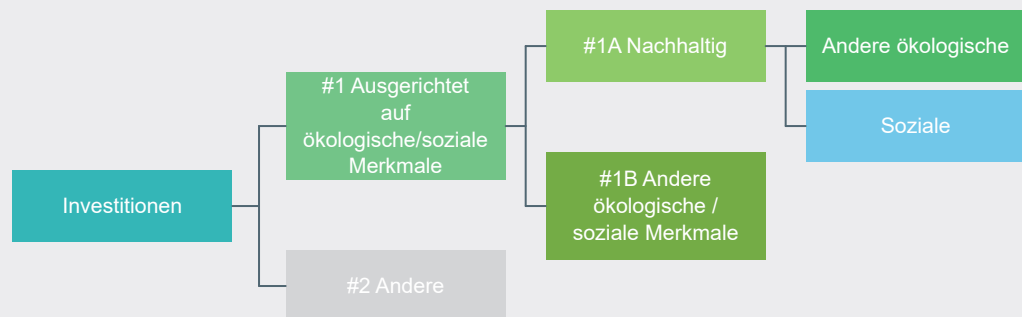 Investitionen
#1 Ausgerichtet
auf
ökologische/soziale
Merkmale
#2 Andere
#1A Nachhaltig
#1B Andere
ökologische /
soziale Merkmale
Andere ökologische
Soziale